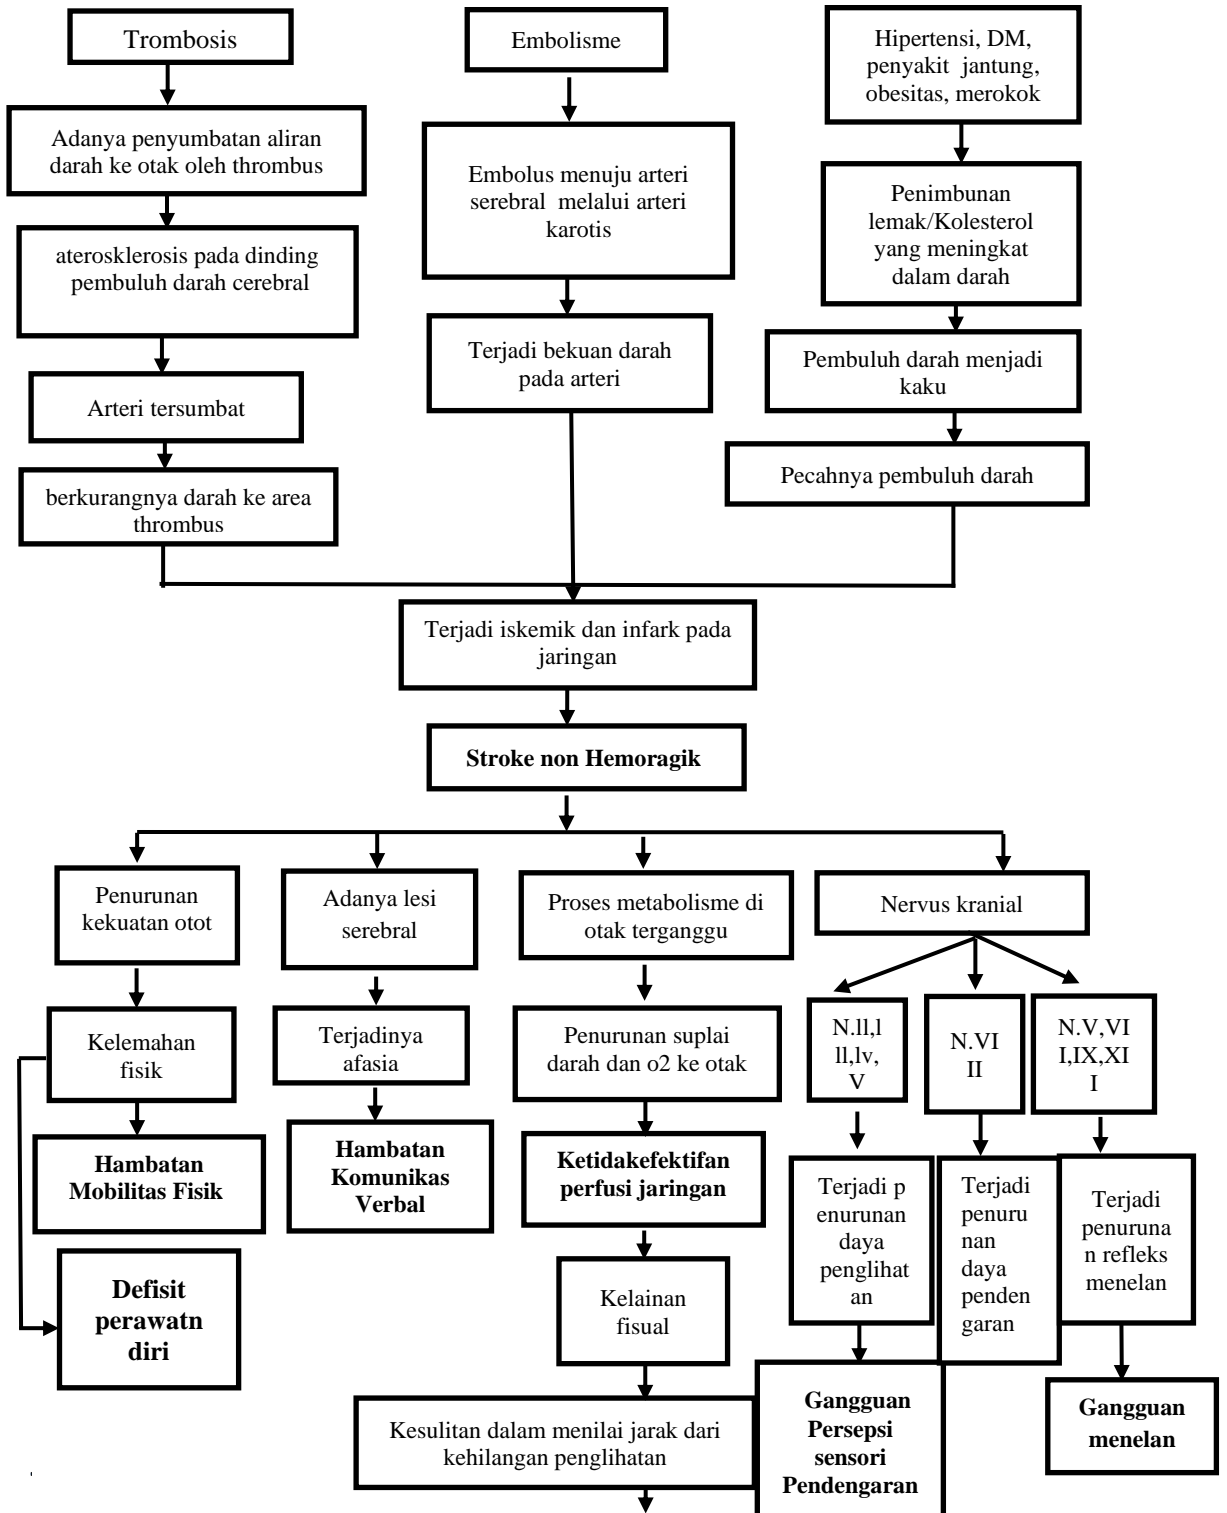 Trombosis
Embolisme
Hipertensi, DM,
penyakit jantung,
obesitas, merokok
Adanya penyumbatan aliran
darah ke otak oleh thrombus
Embolus menuju arteri
serebral melalui arteri
karotis
Penimbunan
lemak/Kolesterol
yang meningkat
dalam darah
aterosklerosis pada dinding
pembuluh darah cerebral
Terjadi bekuan darah
pada arteri
Pembuluh darah menjadi
kaku
Arteri tersumbat
Pecahnya pembuluh darah
berkurangnya darah ke area
thrombus
Terjadi iskemik dan infark pada
jaringan
Stroke non Hemoragik
Penurunan
kekuatan otot
Adanya lesi
serebral
Proses metabolisme di
otak terganggu
Nervus kranial
Kelemahan
fisik
Terjadinya
afasia
Penurunan suplai
darah dan o2 ke otak
N.ll,l
ll,lv,
V
N.VI
II
N.V,VI
I,IX,XI
I
Hambatan
Mobilitas Fisik
Hambatan
Komunikas
Verbal
Ketidakefektifan
perfusi jaringan
Terjadi p
enurunan
daya
penglihat
an
Terjadi
penuru
nan
daya
penden
garan
Terjadi
penuruna
n refleks
menelan
Defisit
perawatn
diri
Kelainan
fisual
Kesulitan dalam menilai jarak dari
kehilangan penglihatan
Gangguan
Persepsi
sensori
Pendengaran
Gangguan
menelan